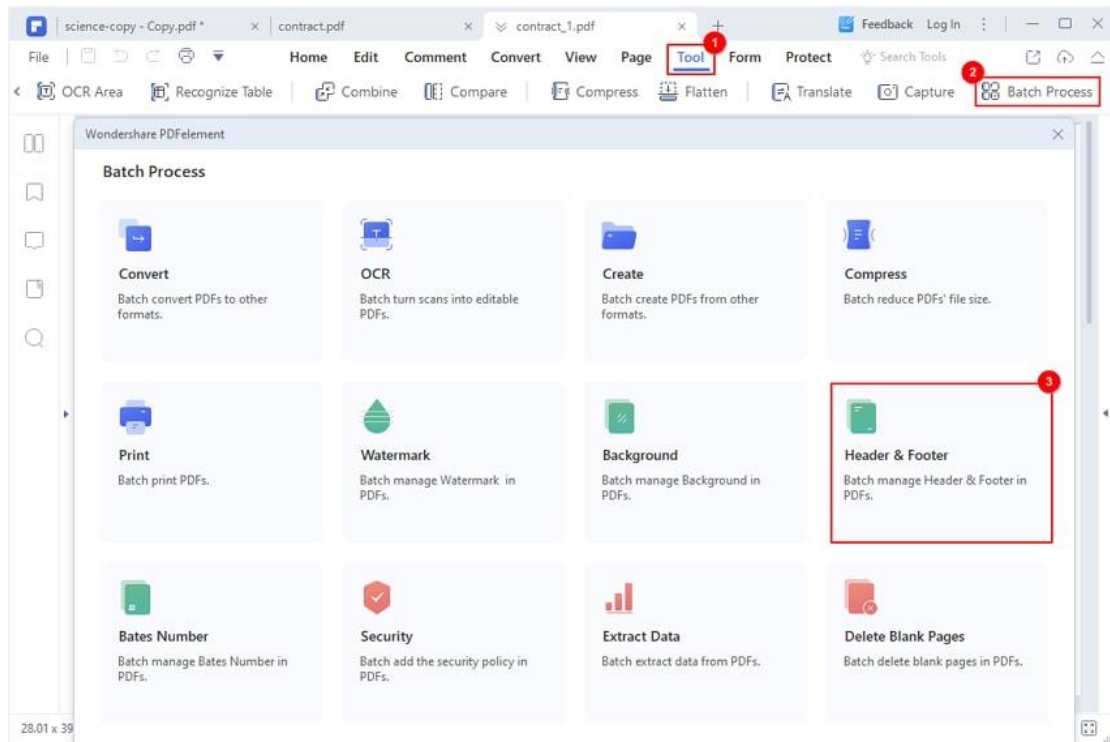 science-copy - Copy.pdf * × contract.pdf × contract_1.pdf × + Feedback Log In
File Home Edit Comment Convert View Page Tool Form Protect Search Tools
1
2
OCR Area Recognize Table Combine Compare Compress Flatten Translate Capture Batch Process
Wondershare PDFelement
Batch Process
Convert
Batch convert PDFs to other
formats.
OCR
Batch turn scans into editable
PDFs.
Create
Batch create PDFs from other
formats.
Compress
Batch reduce PDFs' file size.
Print
Batch print PDFs.
Watermark
Batch manage Watermark in
PDFs.
Background
Batch manage Background in
PDFs.
3
Header & Footer
Batch manage Header & Footer in
PDFs.
Bates Number
Batch manage Bates Number in
PDFs.
Security
Batch add the security policy in
PDFs.
Extract Data
Batch extract data from PDFs.
Delete Blank Pages
Batch delete blank pages in PDFs.
28.01 x 39